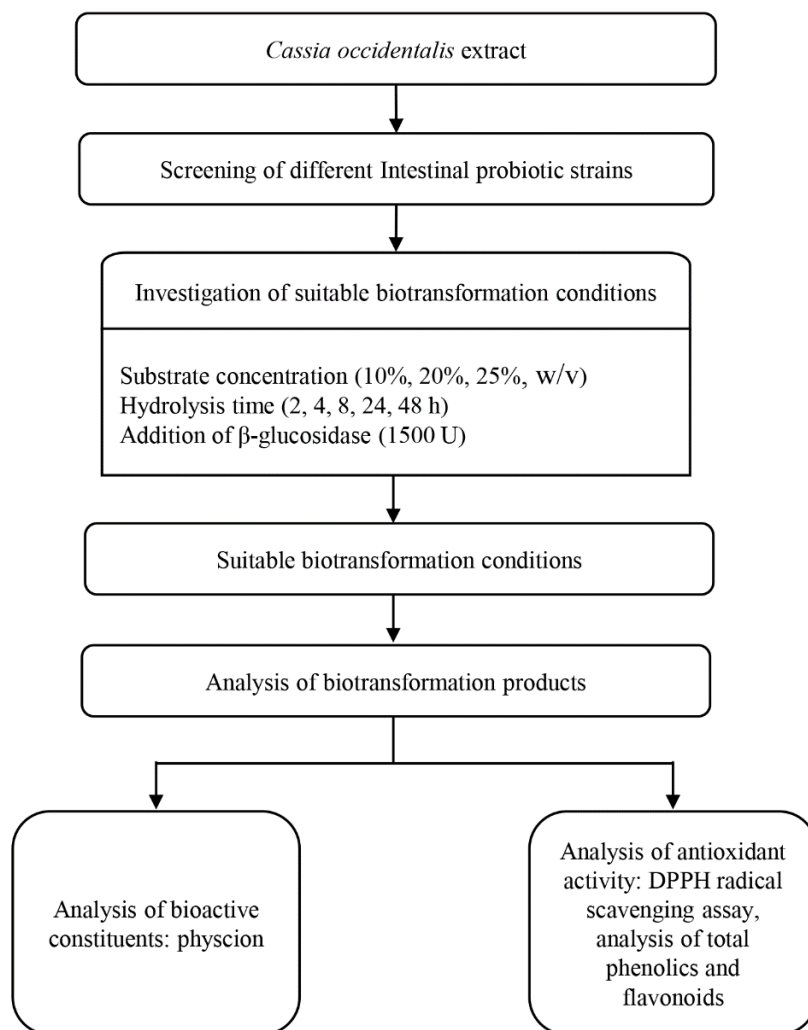 Cassia occidentalis extract
Screening of different Intestinal probiotic strains
Investigation of suitable biotransformation conditions
Substrate concentration (10%, 20%, 25%, w/v)
Hydrolysis time (2, 4, 8, 24, 48 h)
Addition of β-glucosidase (1500 U)
Suitable biotransformation conditions
Analysis of biotransformation products
Analysis of bioactive
constituents: physcion
Analysis of antioxidant
activity: DPPH radical
scavenging assay,
analysis of total
phenolics and
flavonoids